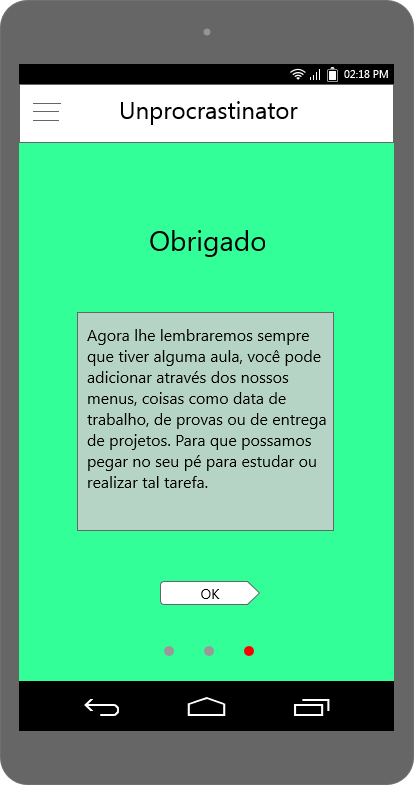 02:18 PM
Unprocrastinator
Obrigado
Agora lhe lembraremos sempre
que tiver alguma aula, você pode
adicionar através dos nossos
menus, coisas como data de
trabalho, de provas ou de entrega
de projetos. Para que possamos
pegar no seu pé para estudar ou
realizar tal tarefa.
OK